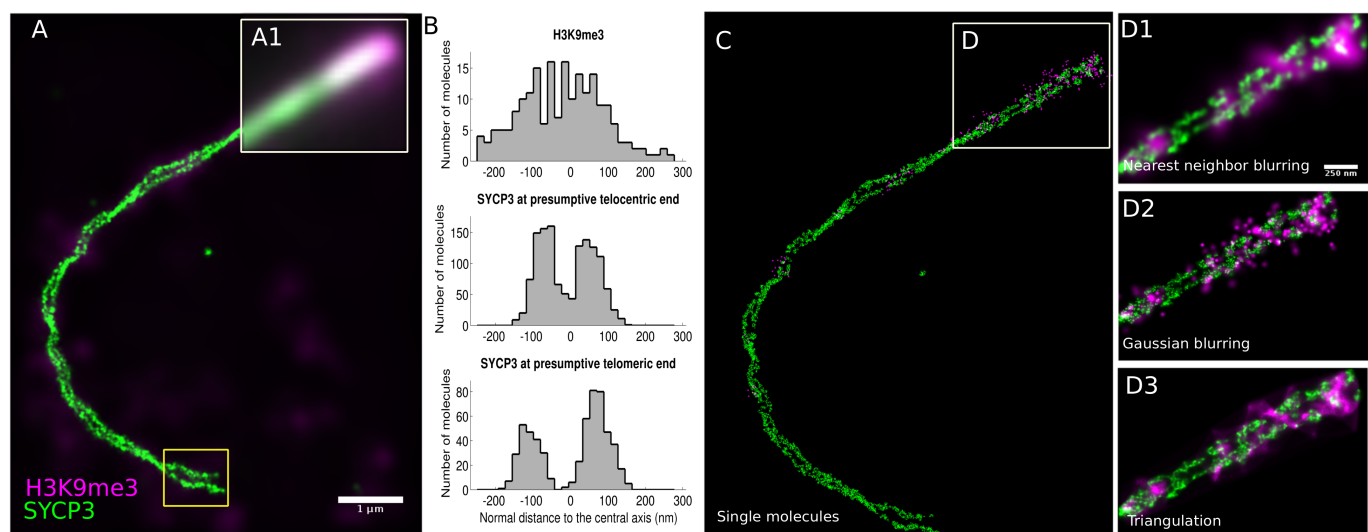 A
A1
H3K9me3
SYCP3
1 µm
B
H3K9me3
Number of molecules
15
10
5
0
-200 -100 0 100 200 300
SYCP3 at presumptive telocentric end
Number of molecules
150
100
50
0
-200 -100 0 100 200 300
SYCP3 at presumptive telomeric end
Number of molecules
80
60
40
20
0
-200 -100 0 100 200 300
Normal distance to the central axis (nm)
C
D
Single molecules
D1
Nearest neighbor blurring
250 nm
D2
Gaussian blurring
D3
Triangulation